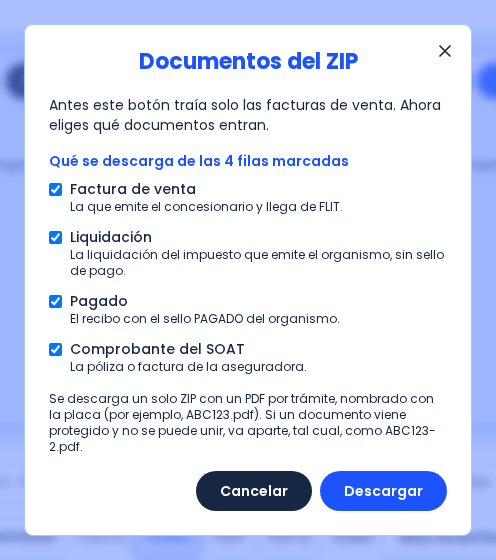 Documentos del ZIP
Antes este botón traía solo las facturas de venta. Ahora
eliges qué documentos entran.
Qué se descarga de las 4 filas marcadas
Factura de venta
La que emite el concesionario y llega de FLIT.
Liquidación
La liquidación del impuesto que emite el organismo, sin sello
de pago.
Pagado
El recibo con el sello PAGADO del organismo.
Comprobante del SOAT
La póliza o factura de la aseguradora.
Se descarga un solo ZIP con un PDF por trámite, nombrado con
la placa (por ejemplo, ABC123.pdf). Si un documento viene
protegido y no se puede unir, va aparte, tal cual, como ABC123-
2.pdf.
Cancelar
Descargar